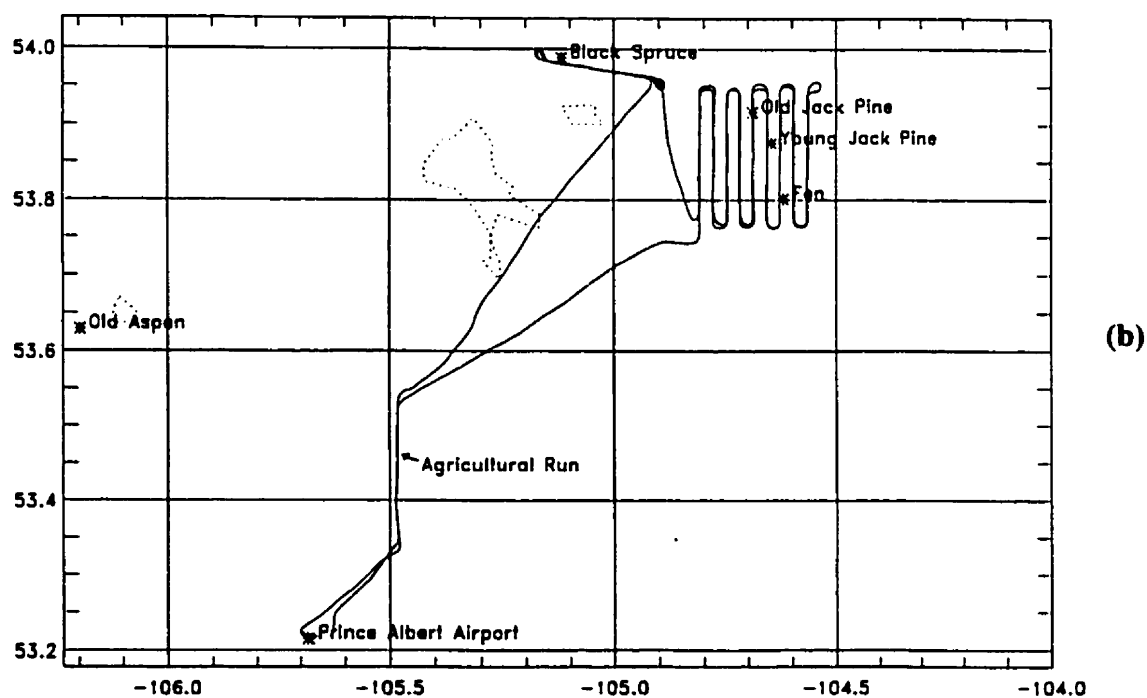 54.0
Black Spruce
Old Jack Pine
Young Jack Pine
53.8
Fen
Old Aspen
(b)
53.6
Agricultural Run
53.4
Prince Albert Airport
53.2
-106.0 -105.5 -105.0 -104.5 -104.0